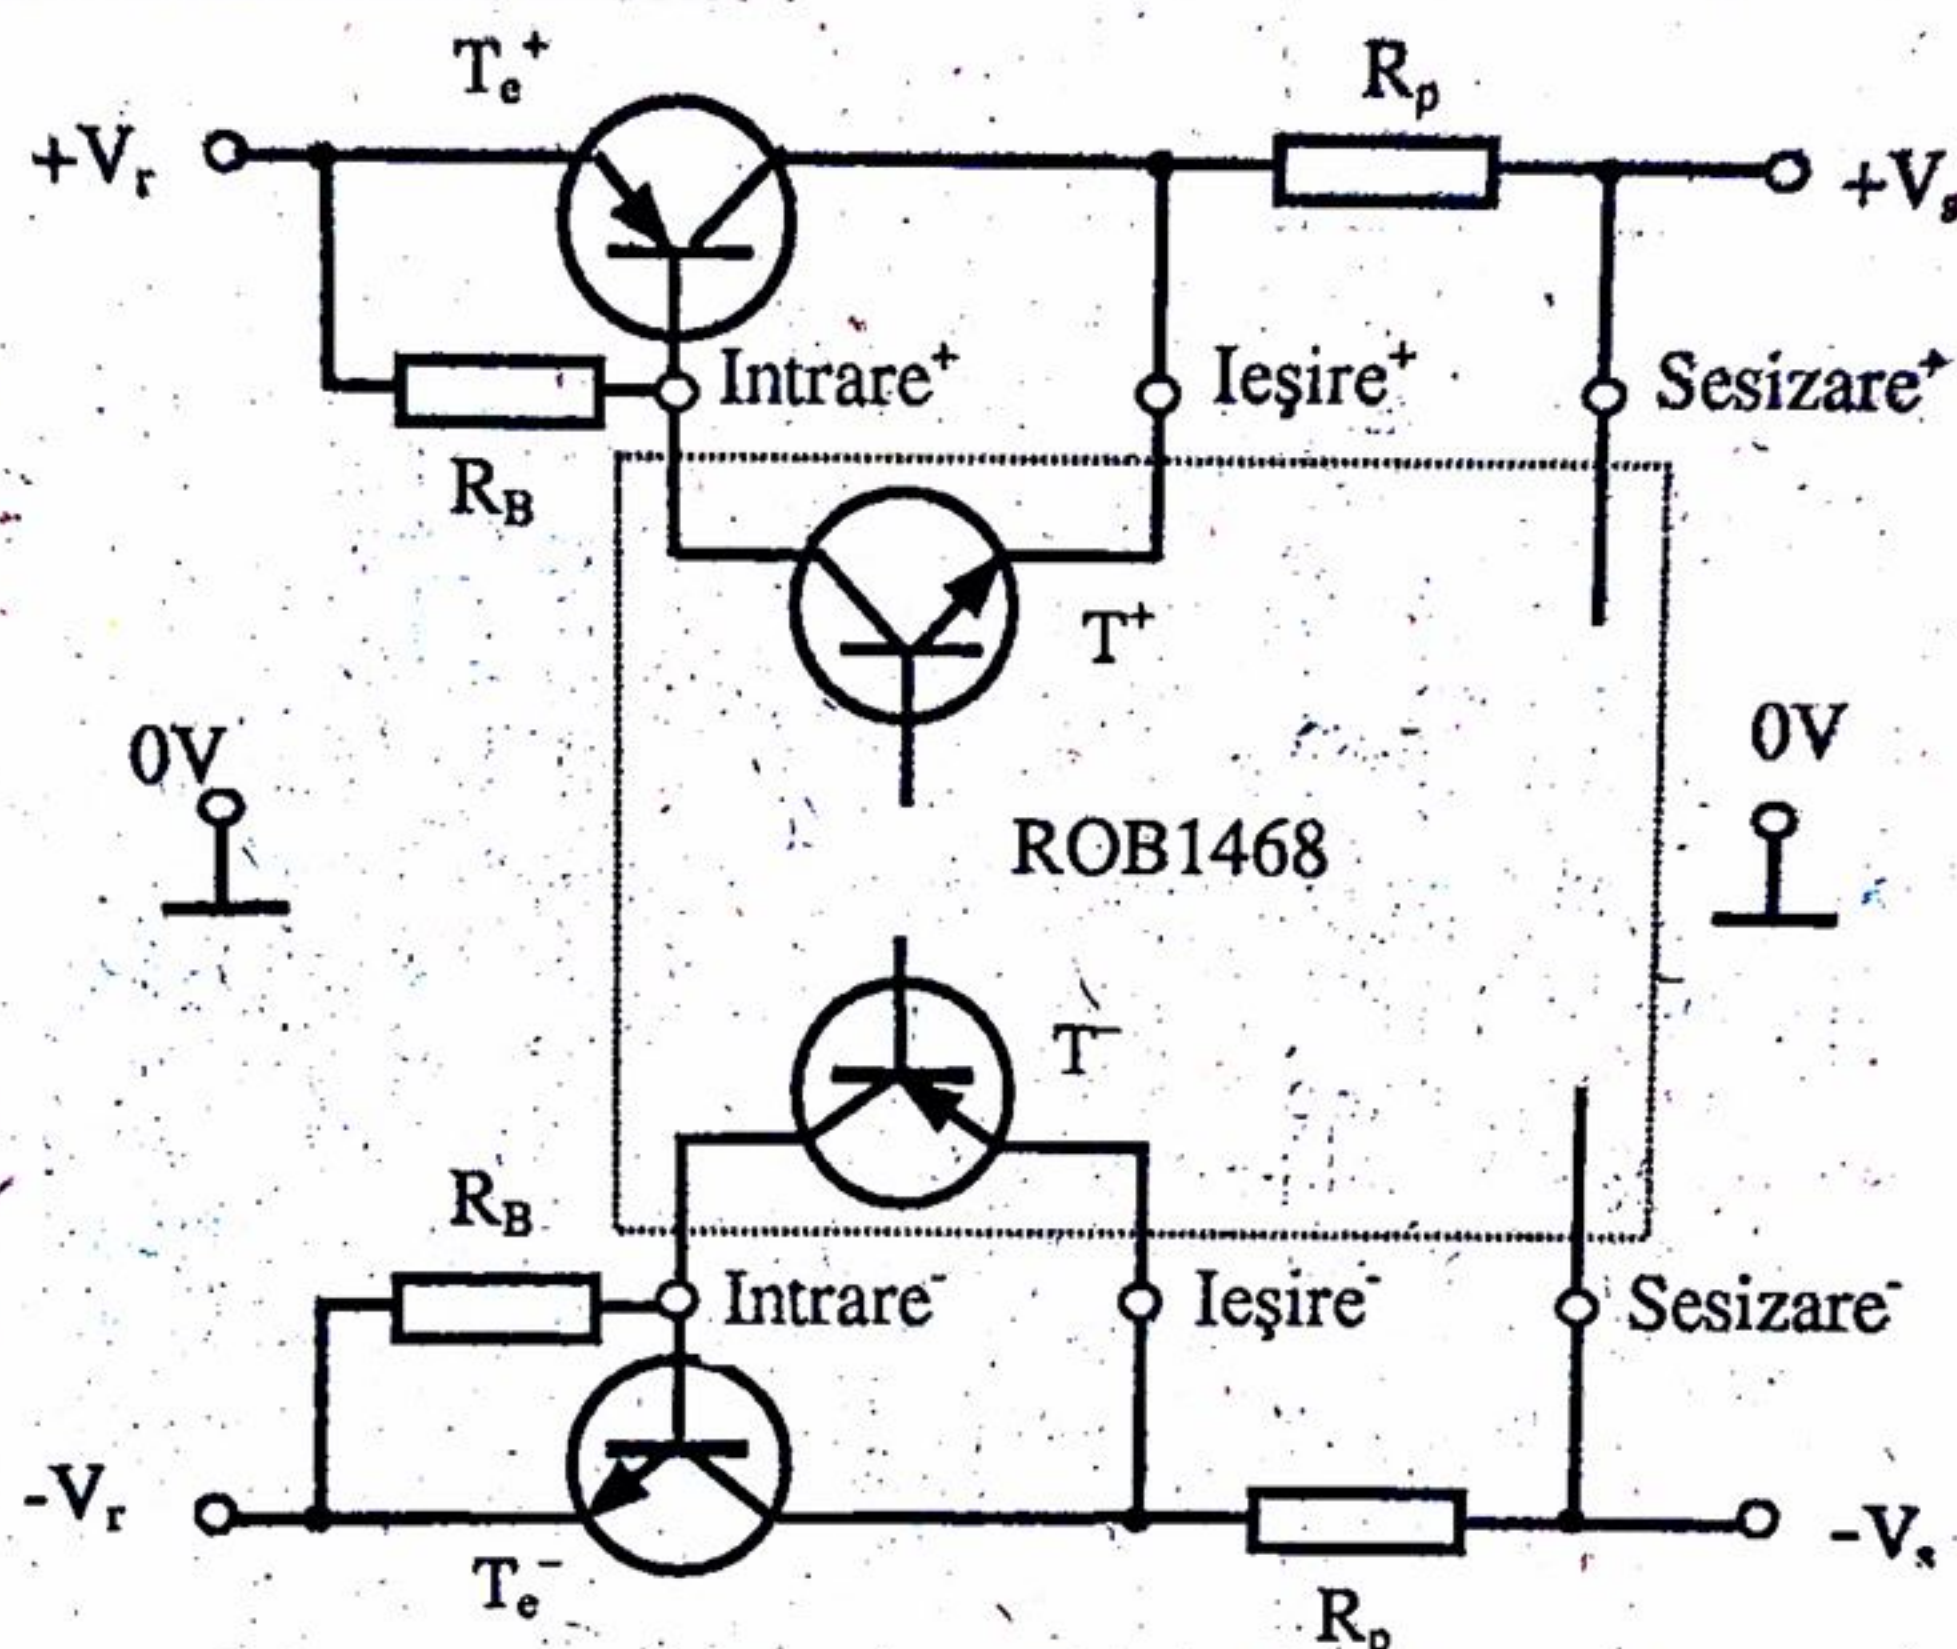 Te+
Rp
+Vr
+Vs
Intrare+
Ieşire+
Sesizare+
RB
T+
0V
0V
ROB1468
T-
RB
Intrare-
Ieşire-
Sesizare-
-Vr
-Vs
Te-
Rp